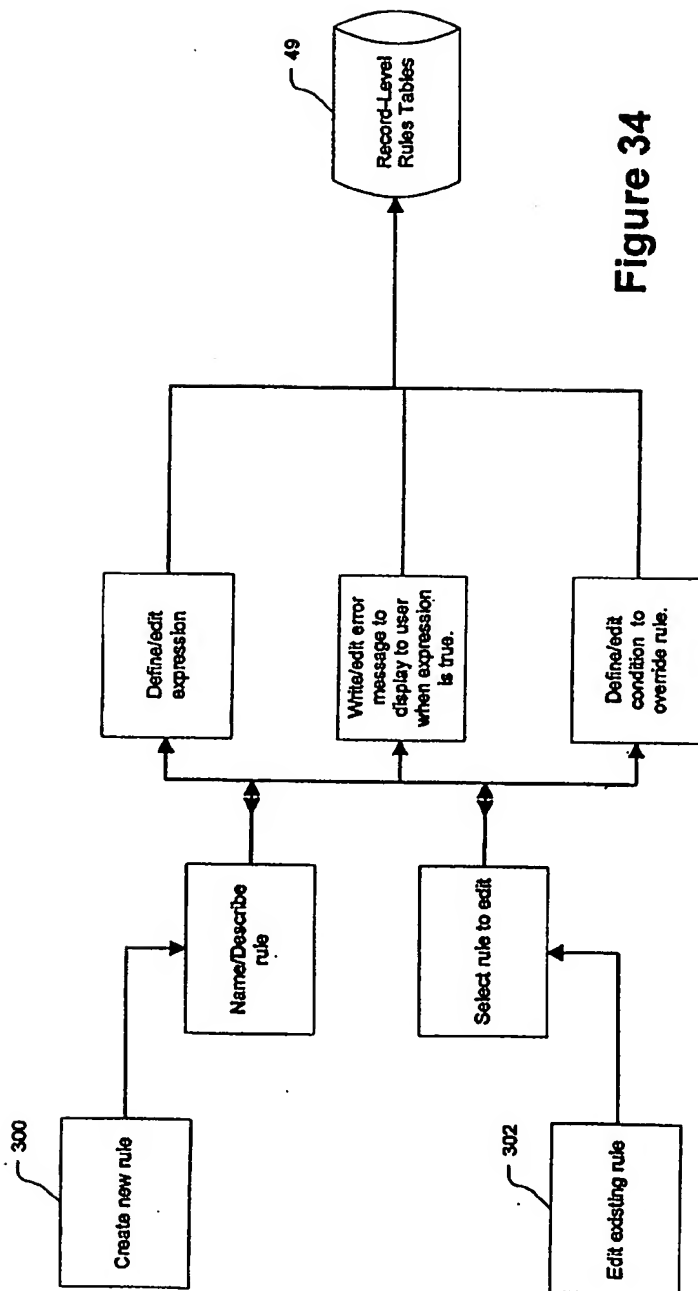 300
Create new rule
Name/Describe
rule
302
Edit existing rule
Select rule to edit
Define/edit
expression
Write/edit error
message to
display to user
when expression
is true.
Define/edit
condition to
override rule.
49
Record-Level
Rules Tables
Figure 34